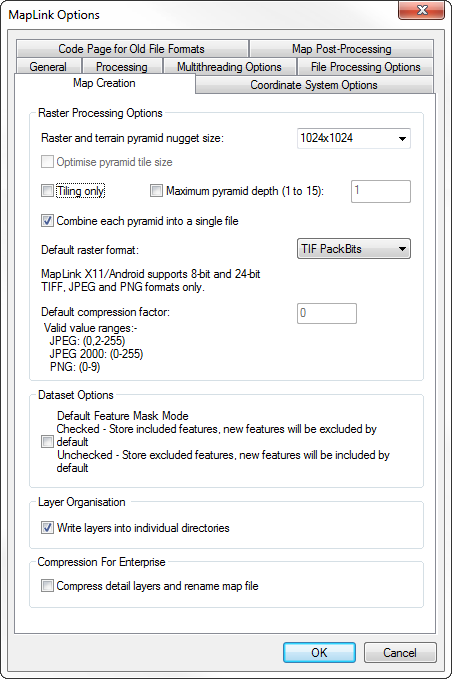 MapLink Options
Code Page for Old File Formats
Map Post-Processing
General
Processing
Multithreading Options
File Processing Options
Map Creation
Coordinate System Options
Raster Processing Options
Raster and terrain pyramid nugget size:
1024x1024
Optimise pyramid tile size
Tiling only
Maximum pyramid depth (1 to 15):
1
Combine each pyramid into a single file
Default raster format:
TIF PackBits
MapLink X11/Android supports 8-bit and 24-bit
TIFF, JPEG and PNG formats only.
Default compression factor:
0
Valid value ranges:-
JPEG: (0,2-255)
JPEG 2000: (0-255)
PNG: (0-9)
Dataset Options
Default Feature Mask Mode
Checked - Store included features, new features will be excluded by
default
Unchecked - Store excluded features, new features will be included by
default
Layer Organisation
Write layers into individual directories
Compression For Enterprise
Compress detail layers and rename map file
OK
Cancel